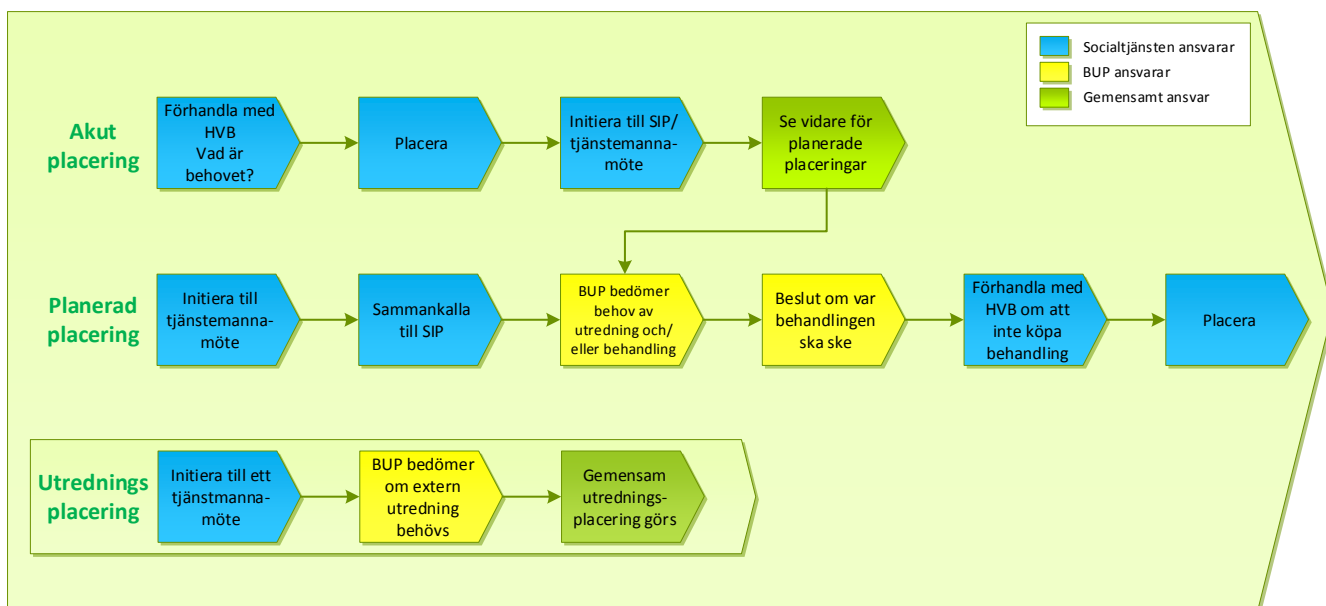 Socialtjänsten ansvarar
BUP ansvarar
Gemensamt ansvar
Akut
placering
Förhandla med
HVB
Vad är
behovet?
Placera
Initiera till SIP/
tjänstemanna-
möte
Se vidare för
planerade
placeringar
Planerad
placering
Initiera till
tjänstemanna-
möte
Sammankalla
till SIP
BUP bedömer
behov av
utredning och/
eller behandling
Beslut om var
behandlingen
ska ske
Förhandla med
HVB om att
inte köpa
behandling
Placera
Utrednings
placering
Initiera till ett
tjänstmanna-
möte
BUP bedömer
om extern
utredning
behövs
Gemensam
utrednings-
placering görs